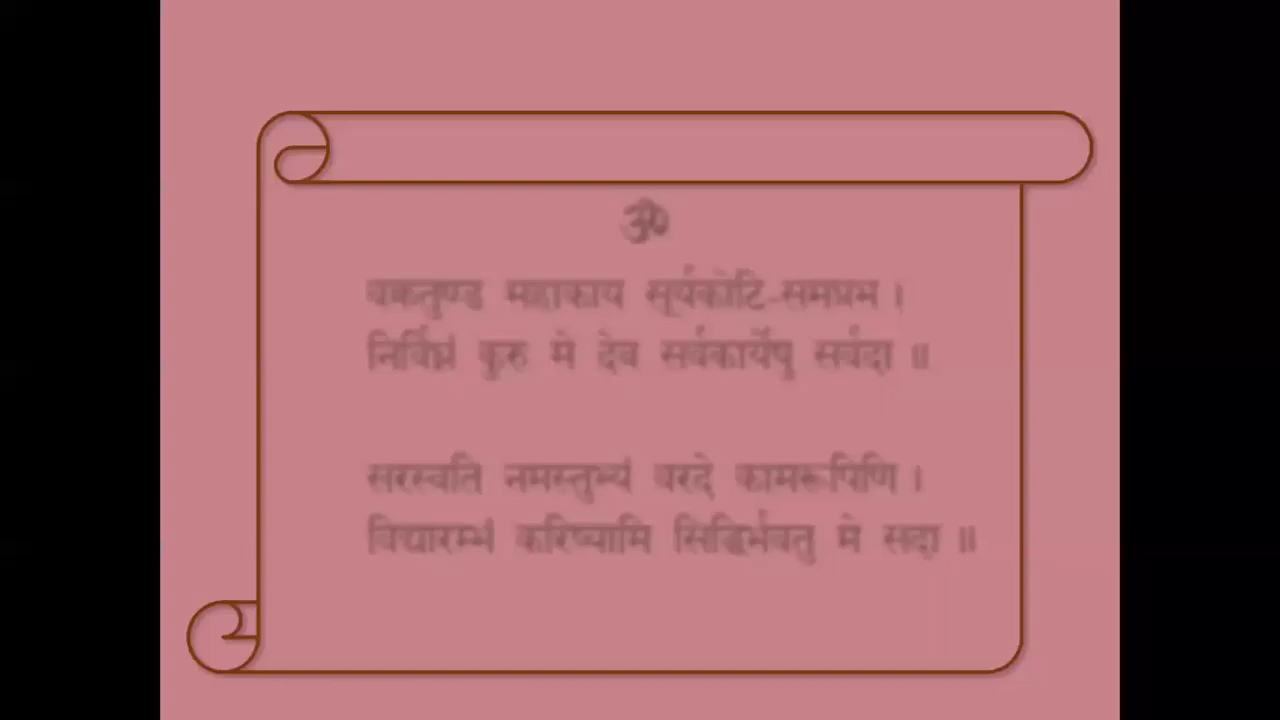 ॐ
वक्रतुण्ड महाकाय सूर्यकोटि-समप्रभ ।
निर्विघ्नं कुरु मे देव सर्वकार्येषु सर्वदा ॥
सरस्वति नमस्तुभ्यं वरदे कामरूपिणि ।
विद्यारम्भं करिष्यामि सिद्धिर्भवतु मे सदा ॥